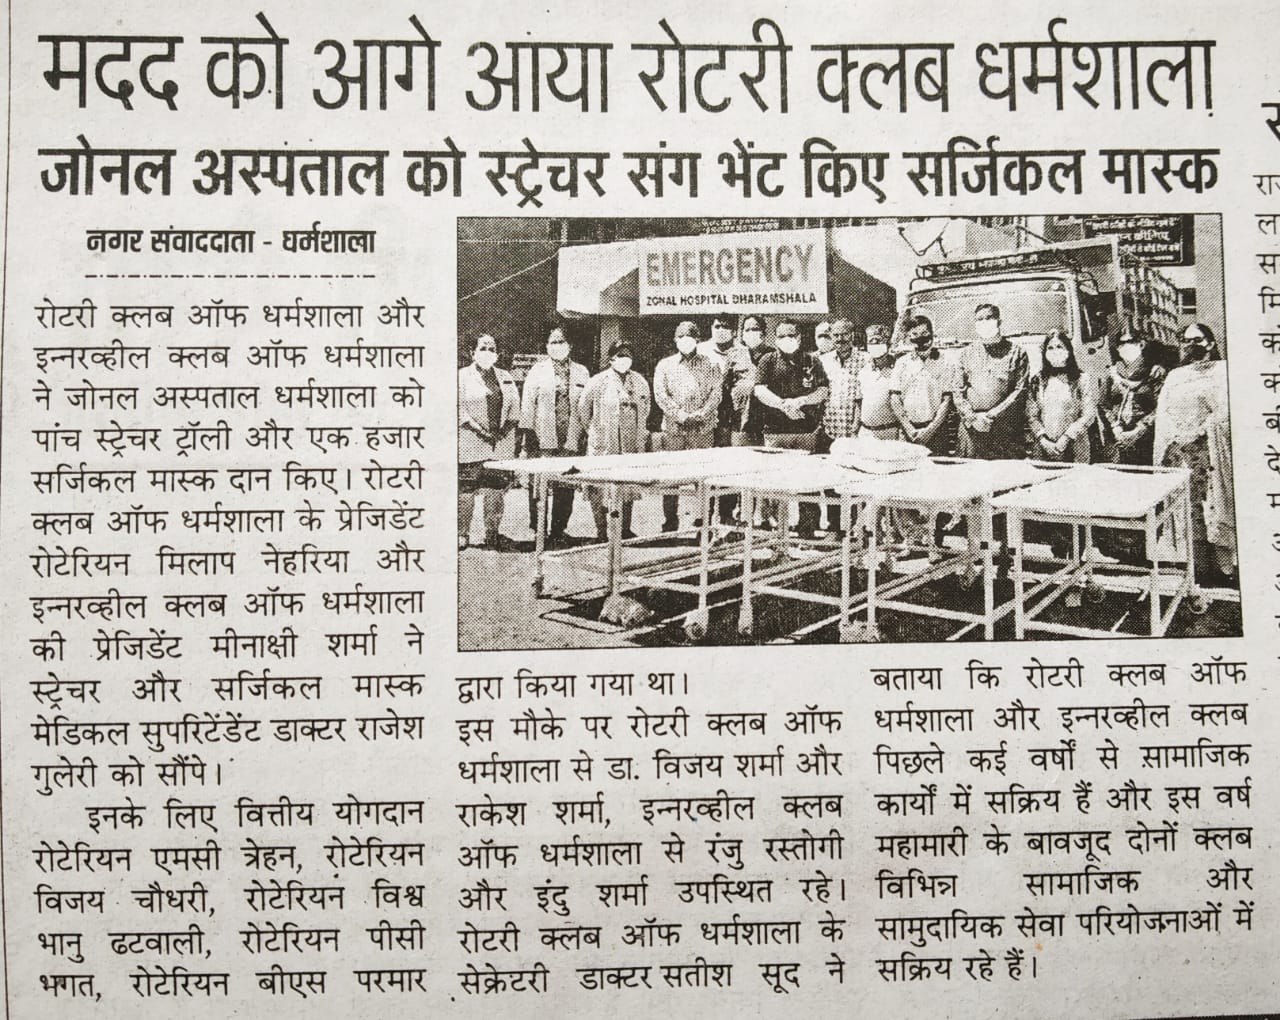 मदद को आगे आया रोटरी क्लब धर्मशाला
जोनल अस्पताल को स्ट्रेचर संग भेंट किए सर्जिकल मास्क
नगर संवाददाता - धर्मशाला
रोटरी क्लब ऑफ धर्मशाला और
इन्नरव्हील क्लब ऑफ धर्मशाला
ने जोनल अस्पताल धर्मशाला को
पांच स्ट्रेचर ट्रॉली और एक हजार
सर्जिकल मास्क दान किए। रोटरी
क्लब ऑफ धर्मशाला के प्रेजिडेंट
रोटेरियन मिलाप नेहरिया और
इन्नरव्हील क्लब ऑफ धर्मशाला
की प्रेजिडेंट मीनाक्षी शर्मा ने
स्ट्रेचर और सर्जिकल मास्क
मेडिकल सुपरिटेंडेंट डाक्टर राजेश
गुलेरी को सौंपे।
इनके लिए वित्तीय योगदान
रोटेरियन एमसी त्रेहन, रोटेरियन
विजय चौधरी, रोटेरियन विश्व
भानु ढटवाली, रोटेरियन पीसी
भगत, रोटेरियन बीएस परमार
EMERGENCY
ZONAL HOSPITAL DHARAMSHALA
द्वारा किया गया था।
इस मौके पर रोटरी क्लब ऑफ
धर्मशाला से डा. विजय शर्मा और
राकेश शर्मा, इन्नरव्हील क्लब
ऑफ धर्मशाला से रंजु रस्तोगी
और इंदु शर्मा उपस्थित रहे।
रोटरी क्लब ऑफ धर्मशाला के
सेक्रेटरी डाक्टर सतीश सूद ने
बताया कि रोटरी क्लब ऑफ
धर्मशाला और इन्नरव्हील क्लब
पिछले कई वर्षों से सामाजिक
कार्यों में सक्रिय हैं और इस वर्ष
महामारी के बावजूद दोनों क्लब
विभिन्न सामाजिक और
सामुदायिक सेवा परियोजनाओं में
सक्रिय रहे हैं।